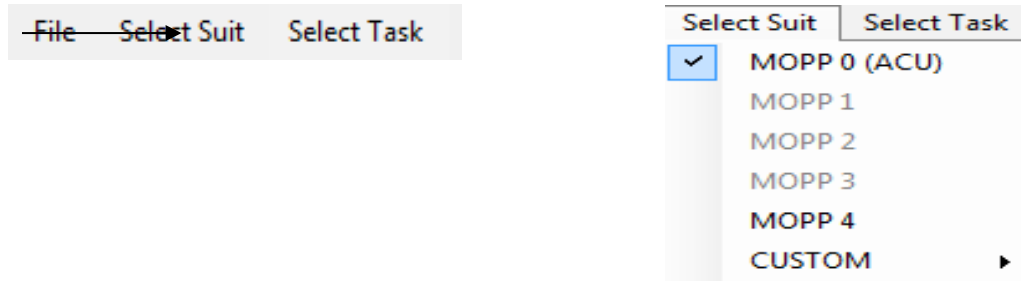 File Select Suit Select Task
Select Suit Select Task
MOPP 0 (ACU)
MOPP 1
MOPP 2
MOPP 3
MOPP 4
CUSTOM